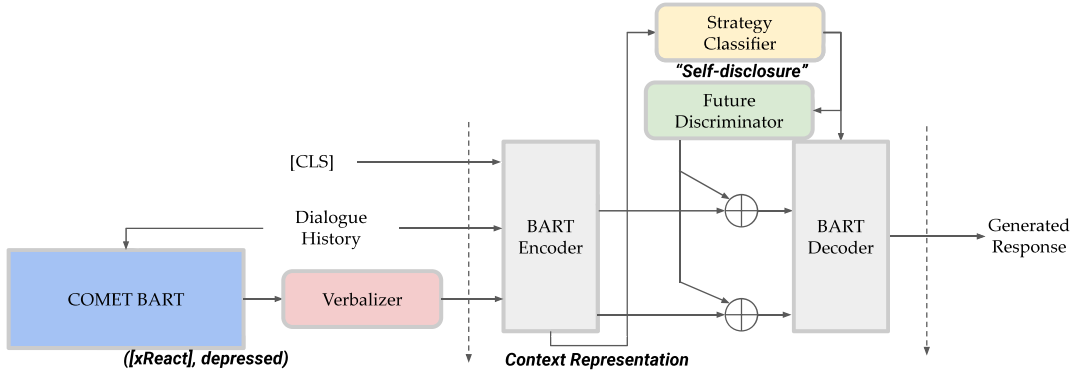 Strategy
Classifier
"Self-disclosure"
Future
Discriminator
[CLS]
Dialogue
History
BART
Encoder
BART
Decoder
Generated
Response
COMET BART
Verbalizer
([xReact], depressed)
Context Representation